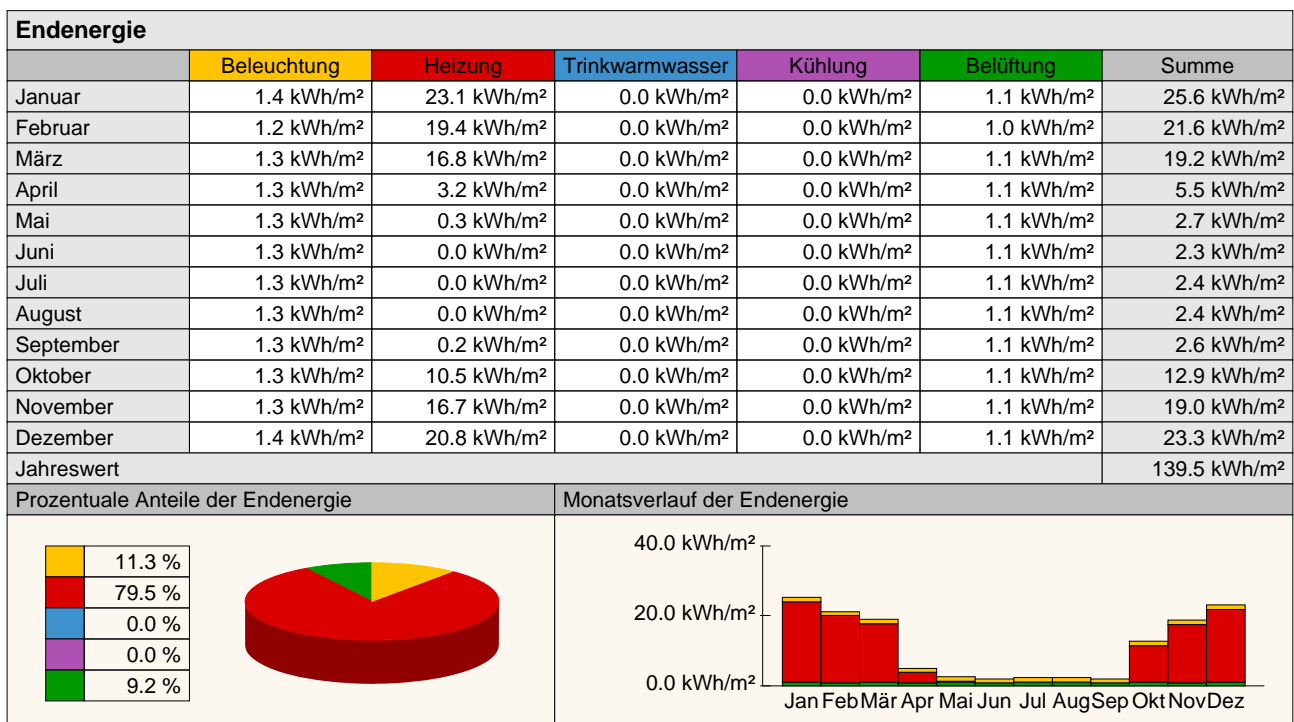 Endenergie
Beleuchtung Heizung Trinkwarmwasser Kühlung Belüftung Summe
Januar 1.4 kWh/m² 23.1 kWh/m² 0.0 kWh/m² 0.0 kWh/m² 1.1 kWh/m² 25.6 kWh/m²
Februar 1.2 kWh/m² 19.4 kWh/m² 0.0 kWh/m² 0.0 kWh/m² 1.0 kWh/m² 21.6 kWh/m²
März 1.3 kWh/m² 16.8 kWh/m² 0.0 kWh/m² 0.0 kWh/m² 1.1 kWh/m² 19.2 kWh/m²
April 1.3 kWh/m² 3.2 kWh/m² 0.0 kWh/m² 0.0 kWh/m² 1.1 kWh/m² 5.5 kWh/m²
Mai 1.3 kWh/m² 0.3 kWh/m² 0.0 kWh/m² 0.0 kWh/m² 1.1 kWh/m² 2.7 kWh/m²
Juni 1.3 kWh/m² 0.0 kWh/m² 0.0 kWh/m² 0.0 kWh/m² 1.1 kWh/m² 2.3 kWh/m²
Juli 1.3 kWh/m² 0.0 kWh/m² 0.0 kWh/m² 0.0 kWh/m² 1.1 kWh/m² 2.4 kWh/m²
August 1.3 kWh/m² 0.0 kWh/m² 0.0 kWh/m² 0.0 kWh/m² 1.1 kWh/m² 2.4 kWh/m²
September 1.3 kWh/m² 0.2 kWh/m² 0.0 kWh/m² 0.0 kWh/m² 1.1 kWh/m² 2.6 kWh/m²
Oktober 1.3 kWh/m² 10.5 kWh/m² 0.0 kWh/m² 0.0 kWh/m² 1.1 kWh/m² 12.9 kWh/m²
November 1.3 kWh/m² 16.7 kWh/m² 0.0 kWh/m² 0.0 kWh/m² 1.1 kWh/m² 19.0 kWh/m²
Dezember 1.4 kWh/m² 20.8 kWh/m² 0.0 kWh/m² 0.0 kWh/m² 1.1 kWh/m² 23.3 kWh/m²
Jahreswert 139.5 kWh/m²
Prozentuale Anteile der Endenergie
11.3 %
79.5 %
0.0 %
0.0 %
9.2 %
Monatsverlauf der Endenergie
40.0 kWh/m²
20.0 kWh/m²
0.0 kWh/m²
Jan Feb Mär Apr Mai Jun Jul Aug Sep Okt Nov Dez